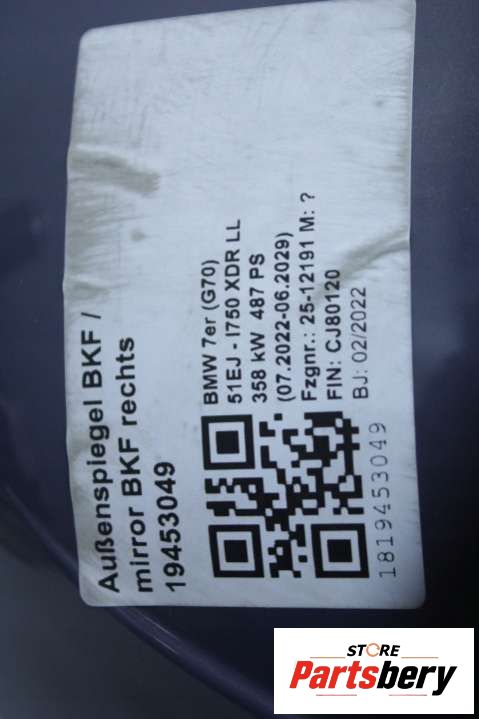 Außenspiegel BKF /
mirror BKF rechts
19453049
BMW 7er (G70)
51EJ - I750 XDR LL
358 kW 487 PS
(07.2022-06.2029)
Fzgnr.: 25-12191 M: ?
FIN: CJ80120
BJ: 02/2022
1819453049
STORE
Partsbery